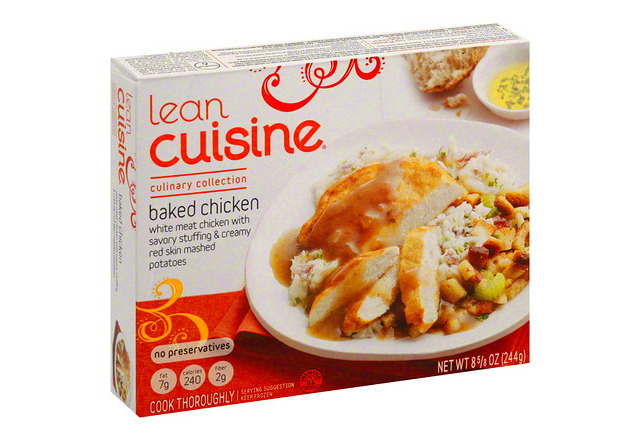 lean
cuisine®
culinary collection
baked chicken
white meat chicken with
savory stuffing & creamy
red skin mashed
potatoes
no preservatives
fat
7g
calories
240
fiber
2g
COOK THOROUGHLY
SERVING SUGGESTION
KEEP FROZEN
NET WT 8 5/8 OZ (244g)
lean
cuisine
baked chicken